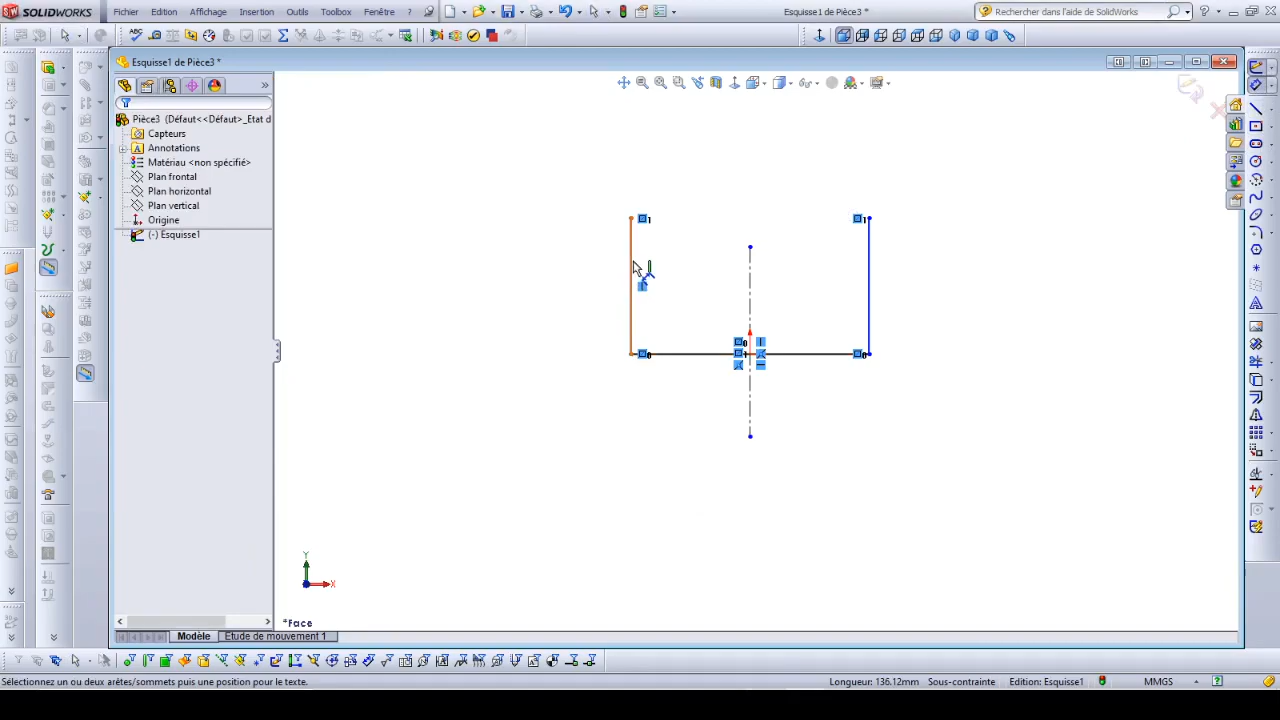 SOLIDWORKS Fichier Edition Affichage Insertion Outils Toolbox Fenêtre ? Esquisse1 de Pièce3 * Rechercher dans l'aide de SolidWorks
Esquisse1 de Pièce3 *
Pièce3 (Défaut<<Défaut>_Etat d
Capteurs
Annotations
Matériau <non spécifié>
Plan frontal
Plan horizontal
Plan vertical
Origine
(-) Esquisse1
Y
X
*Face
Modèle Etude de mouvement 1
Sélectionnez un ou deux arêtes/sommets puis une position pour le texte. Longueur: 136.12mm Sous-contrainte Edition: Esquisse1 MMGS